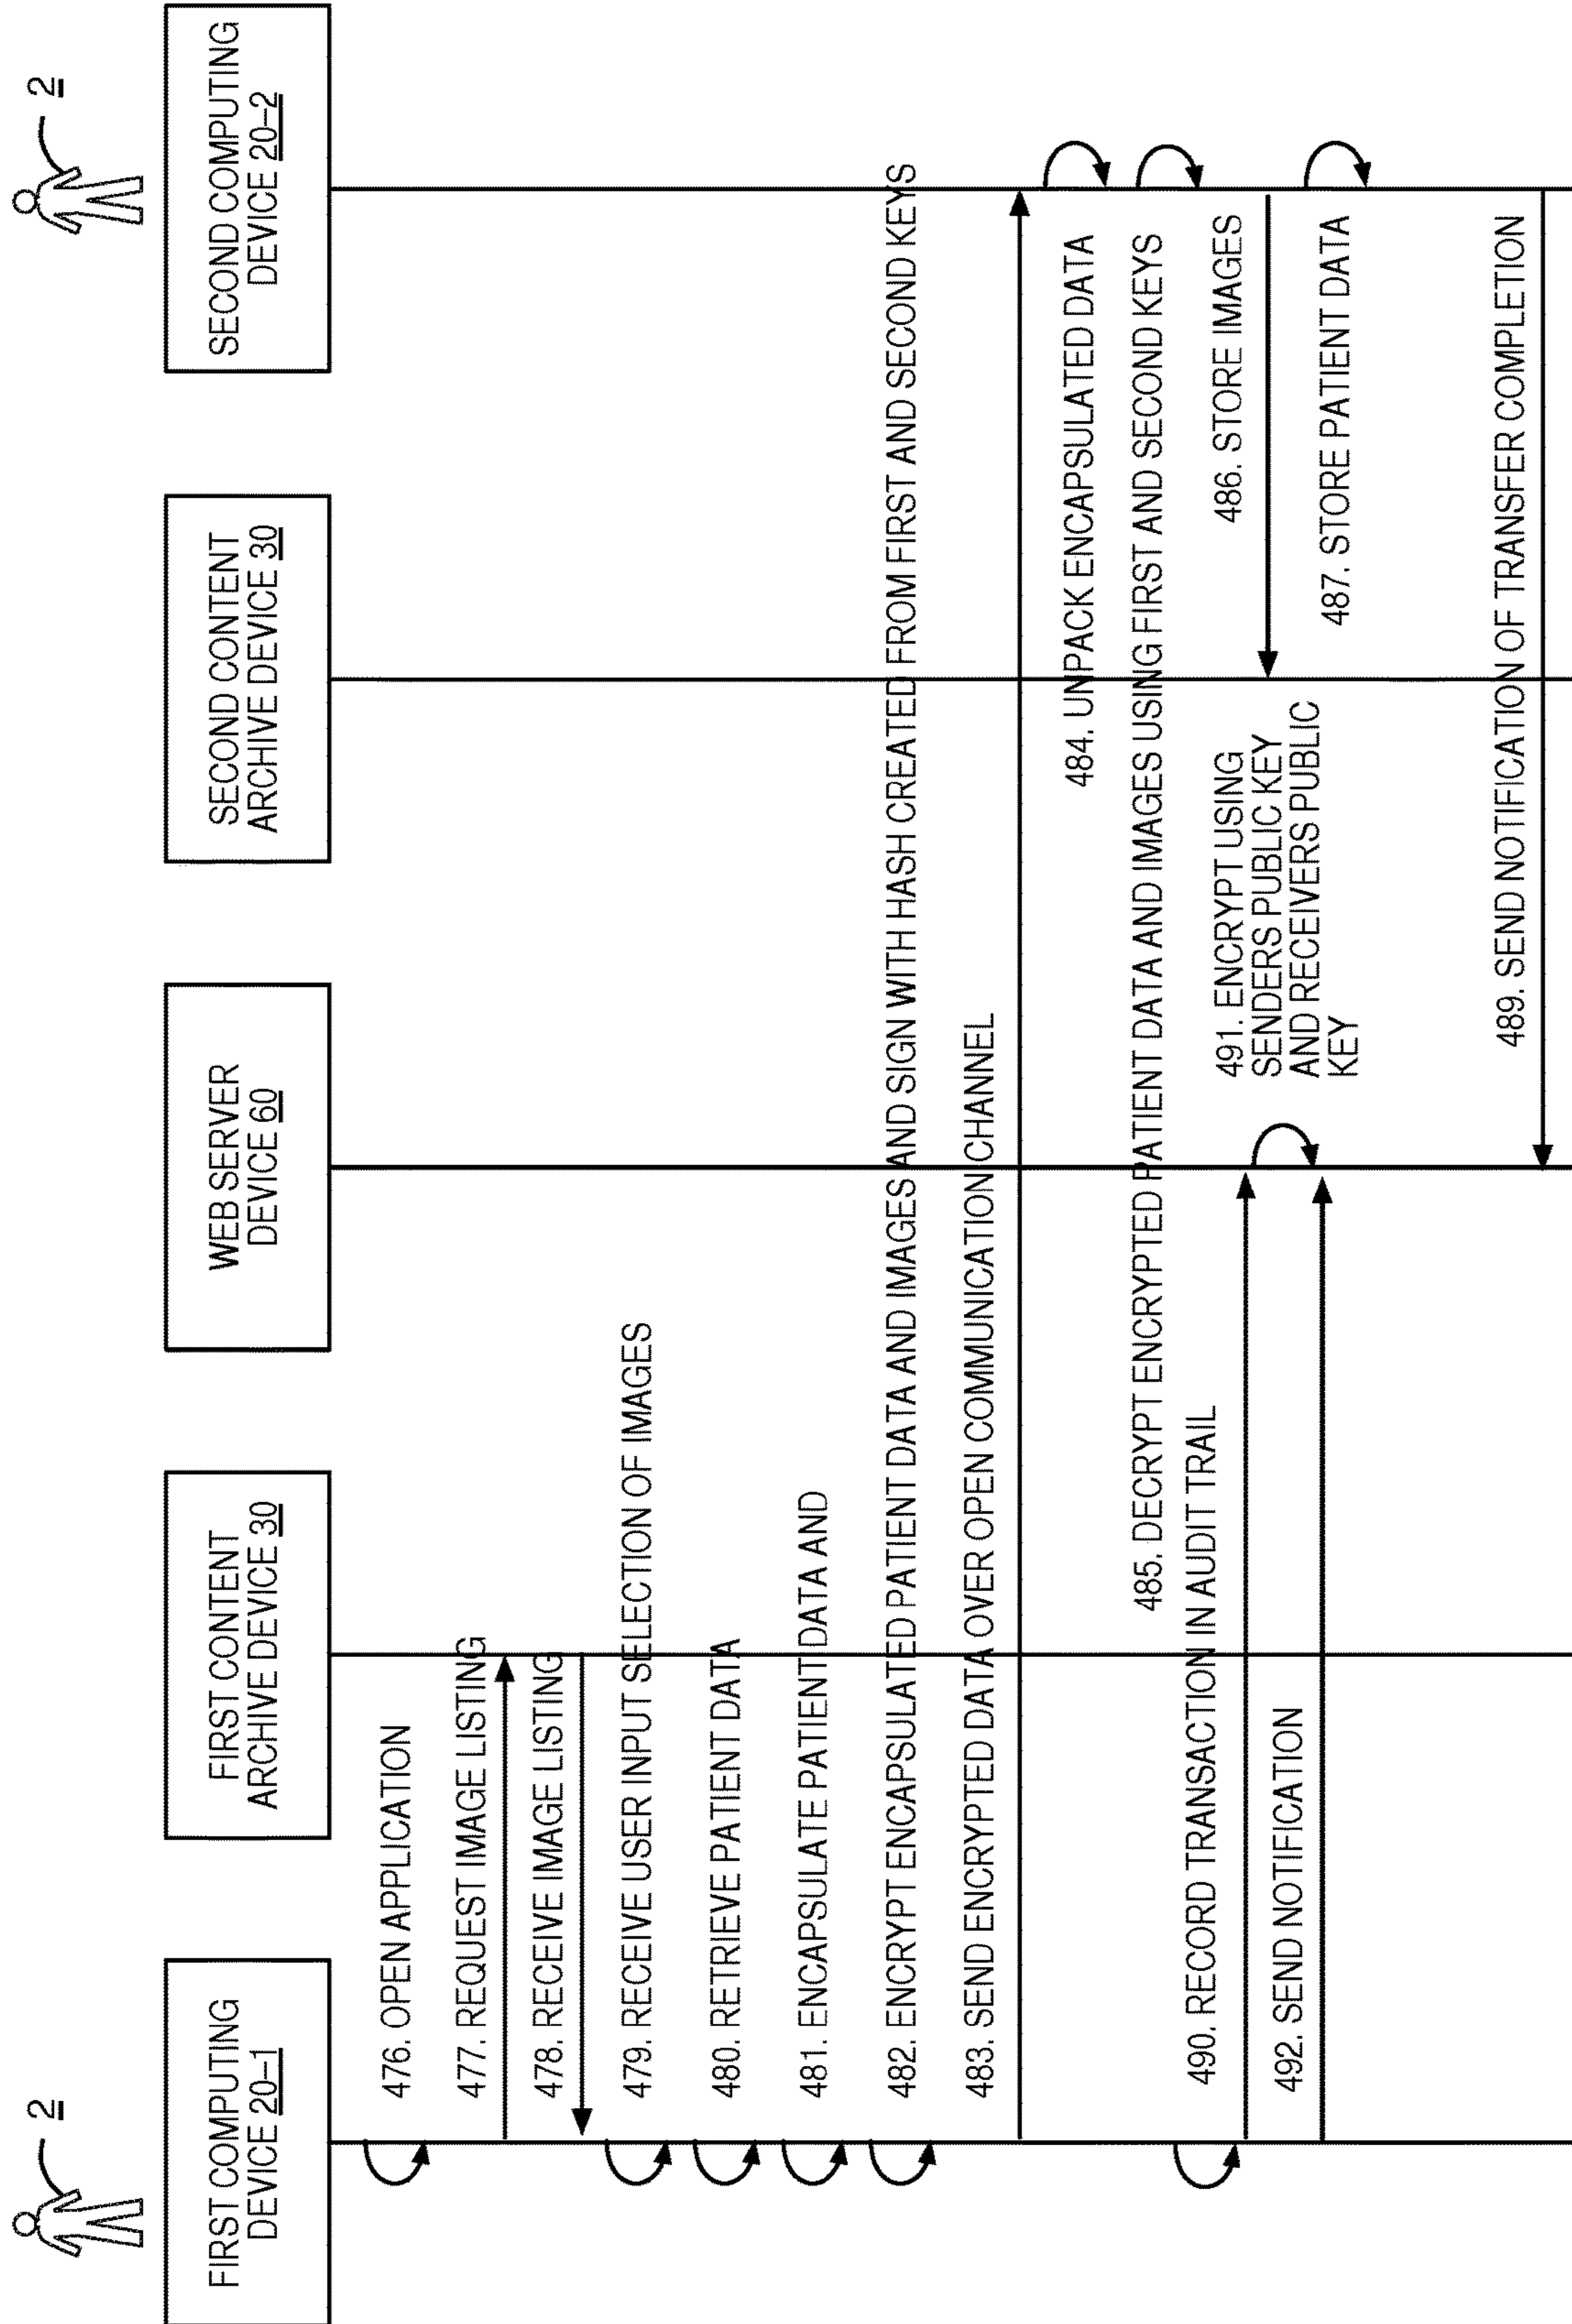 2
2
FIRST COMPUTING
DEVICE 20-1
FIRST CONTENT
ARCHIVE DEVICE 30
WEB SERVER
DEVICE 60
SECOND CONTENT
ARCHIVE DEVICE 30
SECOND COMPUTING
DEVICE 20-2
476. OPEN APPLICATION
477. REQUEST IMAGE LISTING
478. RECEIVE IMAGE LISTING
479. RECEIVE USER INPUT SELECTION OF IMAGES
480. RETRIEVE PATIENT DATA
481. ENCAPSULATE PATIENT DATA AND
482. ENCRYPT ENCAPSULATED PATIENT DATA AND IMAGES AND SIGN WITH HASH CREATED FROM FIRST AND SECOND KEYS
483. SEND ENCRYPTED DATA OVER OPEN COMMUNICATION CHANNEL
484. UNPACK ENCAPSULATED DATA
485. DECRYPT ENCRYPTED PATIENT DATA AND IMAGES USING FIRST AND SECOND KEYS
490. RECORD TRANSACTION IN AUDIT TRAIL
491. ENCRYPT USING
SENDERS PUBLIC KEY
AND RECEIVERS PUBLIC
KEY
486. STORE IMAGES
492. SEND NOTIFICATION
487. STORE PATIENT DATA
489. SEND NOTIFICATION OF TRANSFER COMPLETION